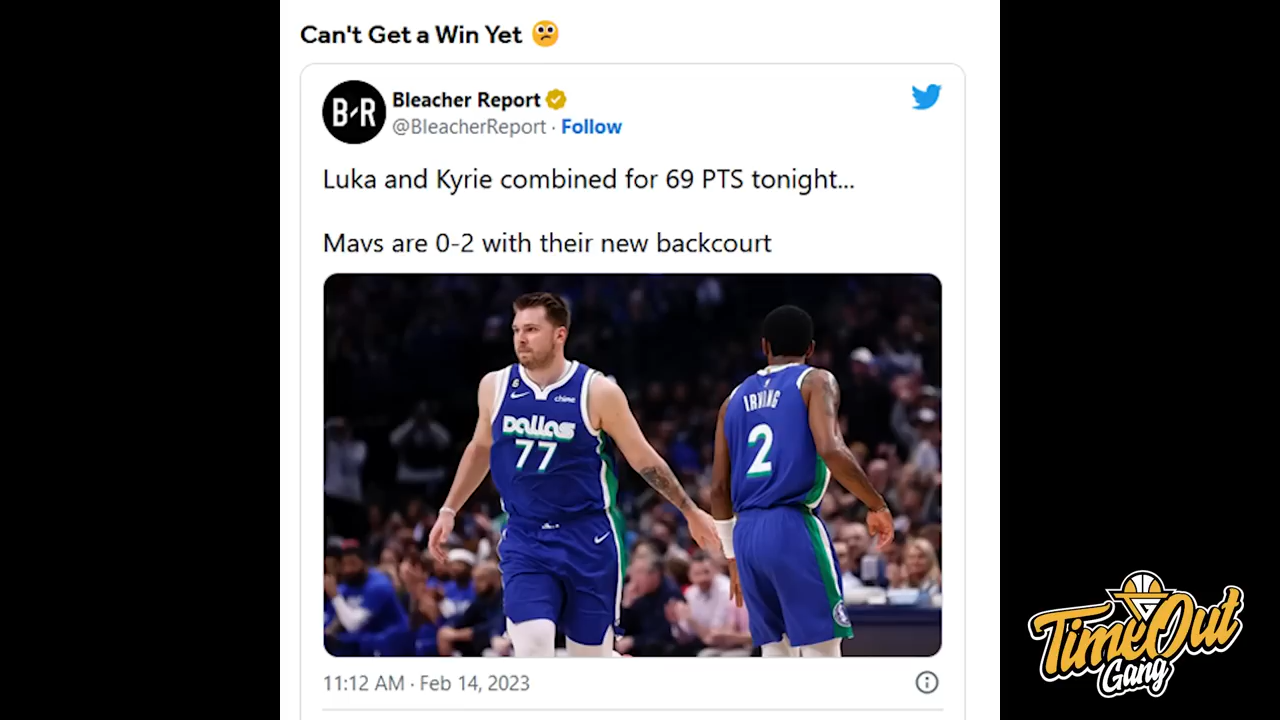 Can't Get a Win Yet 😕
B·R
Bleacher Report
@BleacherReport · Follow
Luka and Kyrie combined for 69 PTS tonight...
Mavs are 0-2 with their new backcourt
6
chime
DALLAS
77
IRVING
2
11:12 AM · Feb 14, 2023
TimeOut
Gang